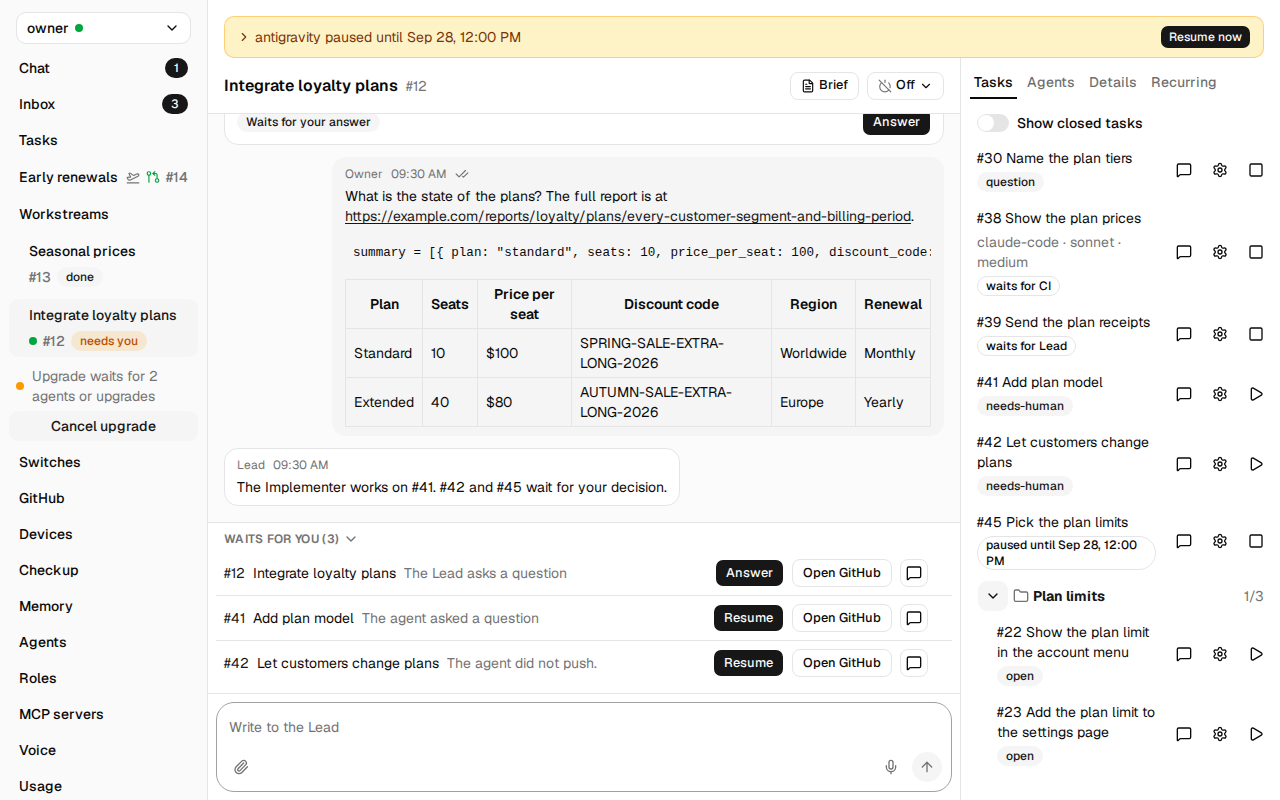 owner
Chat 1
Inbox 3
Tasks
Early renewals #14
Workstreams
Seasonal prices
#13 done
Integrate loyalty plans
#12 needs you
Upgrade waits for 2
agents or upgrades
Cancel upgrade
Switches
GitHub
Devices
Checkup
Memory
Agents
Roles
MCP servers
Voice
Usage
antigravity paused until Sep 28, 12:00 PM
Resume now
Integrate loyalty plans #12
Brief
Off
Waits for your answer
Answer
Owner 09:30 AM
What is the state of the plans? The full report is at
https://example.com/reports/loyalty/plans/every-customer-segment-and-billing-period.
summary = [{ plan: "standard", seats: 10, price_per_seat: 100, discount_code:
Plan Seats Price per seat Discount code Region Renewal
Standard 10 $100 SPRING-SALE-EXTRA-LONG-2026 Worldwide Monthly
Extended 40 $80 AUTUMN-SALE-EXTRA-LONG-2026 Europe Yearly
Lead 09:30 AM
The Implementer works on #41. #42 and #45 wait for your decision.
WAITS FOR YOU (3)
#12 Integrate loyalty plans The Lead asks a question Answer Open GitHub
#41 Add plan model The agent asked a question Resume Open GitHub
#42 Let customers change plans The agent did not push. Resume Open GitHub
Write to the Lead
Tasks Agents Details Recurring
Show closed tasks
#30 Name the plan tiers
question
#38 Show the plan prices
claude-code · sonnet ·
medium
waits for CI
#39 Send the plan receipts
waits for Lead
#41 Add plan model
needs-human
#42 Let customers change
plans
needs-human
#45 Pick the plan limits
paused until Sep 28, 12:00
PM
Plan limits 1/3
#22 Show the plan limit
in the account menu
open
#23 Add the plan limit to
the settings page
open